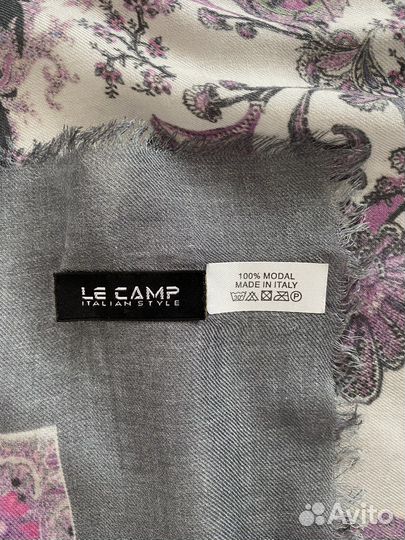 LE CAMP
ITALIAN STYLE
100% MODAL
MADE IN ITALY
Avito